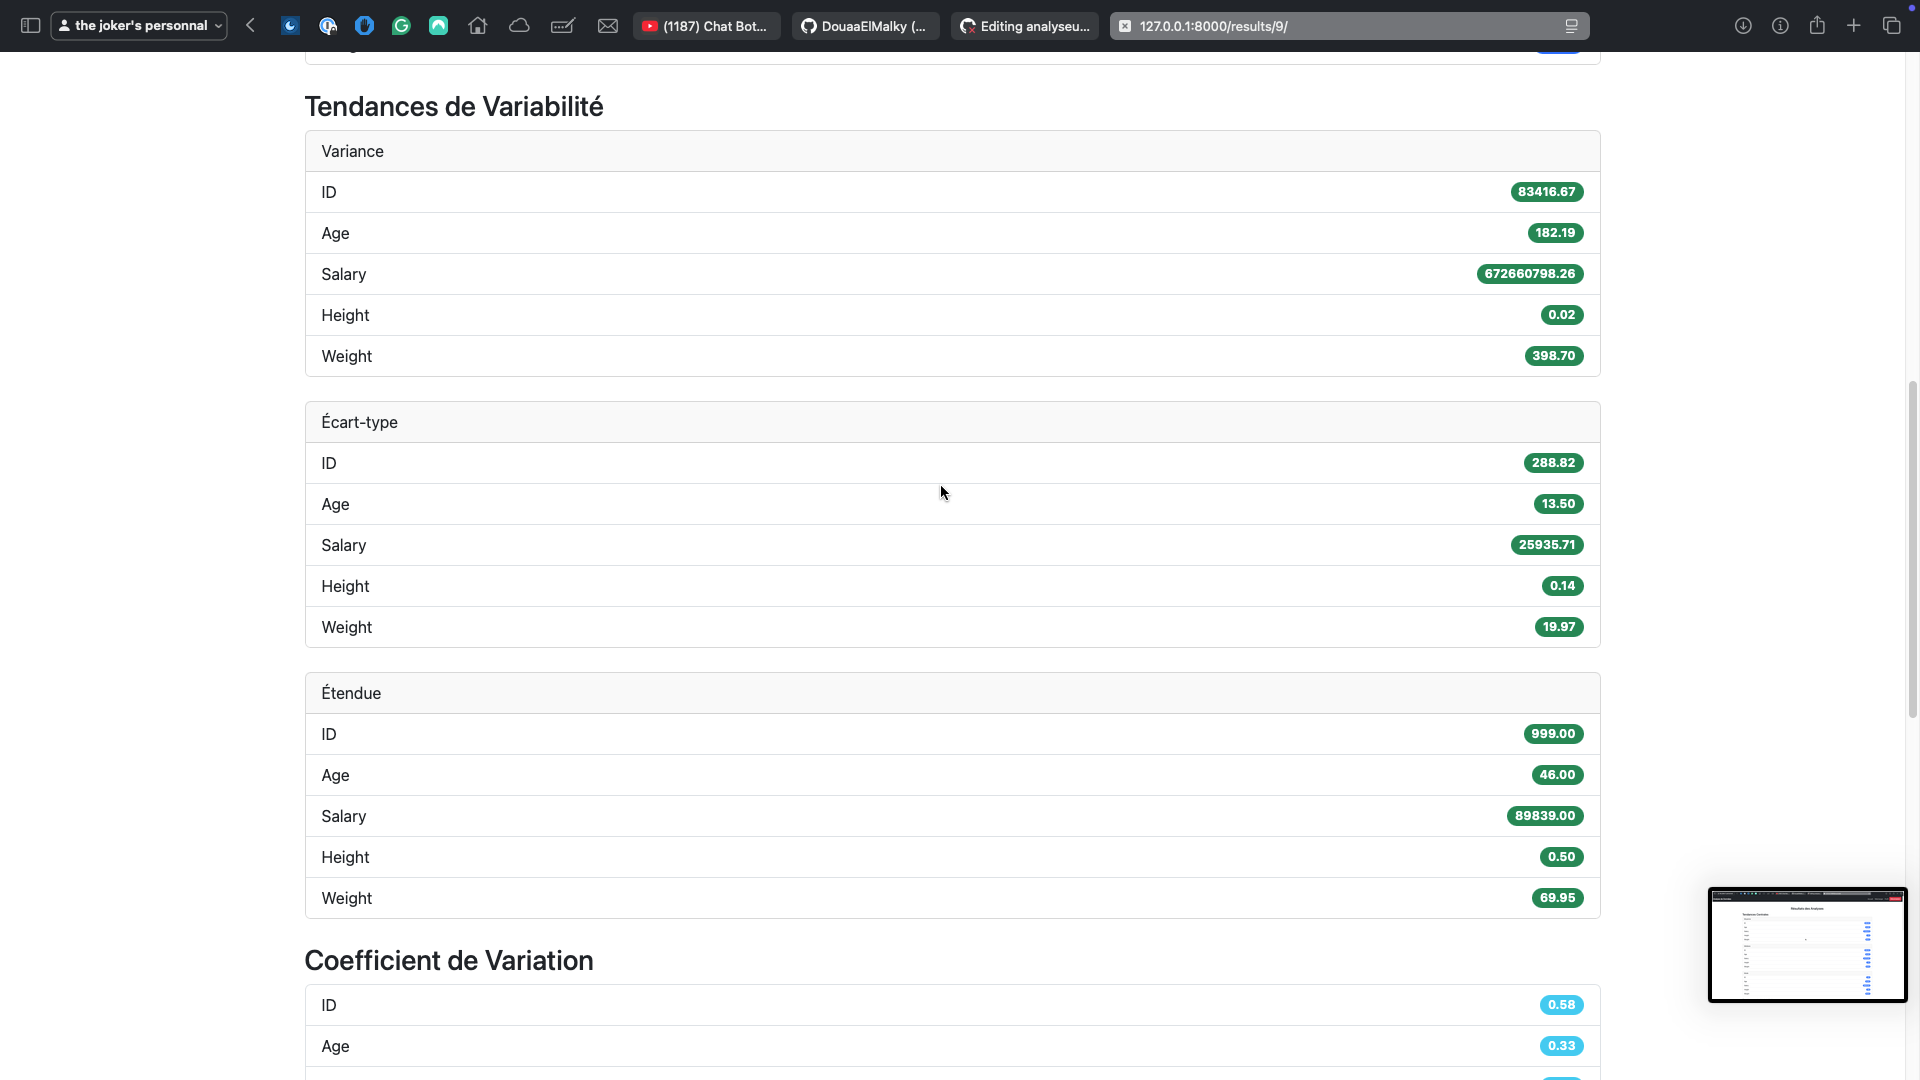 the joker's personnal
(1187) Chat Bot...
DouaaElMalky (...
Editing analyseu...
127.0.0.1:8000/results/9/
Tendances de Variabilité
Variance
ID 83416.67
Age 182.19
Salary 672660798.26
Height 0.02
Weight 398.70
Écart-type
ID 288.82
Age 13.50
Salary 25935.71
Height 0.14
Weight 19.97
Étendue
ID 999.00
Age 46.00
Salary 89839.00
Height 0.50
Weight 69.95
Coefficient de Variation
ID 0.58
Age 0.33